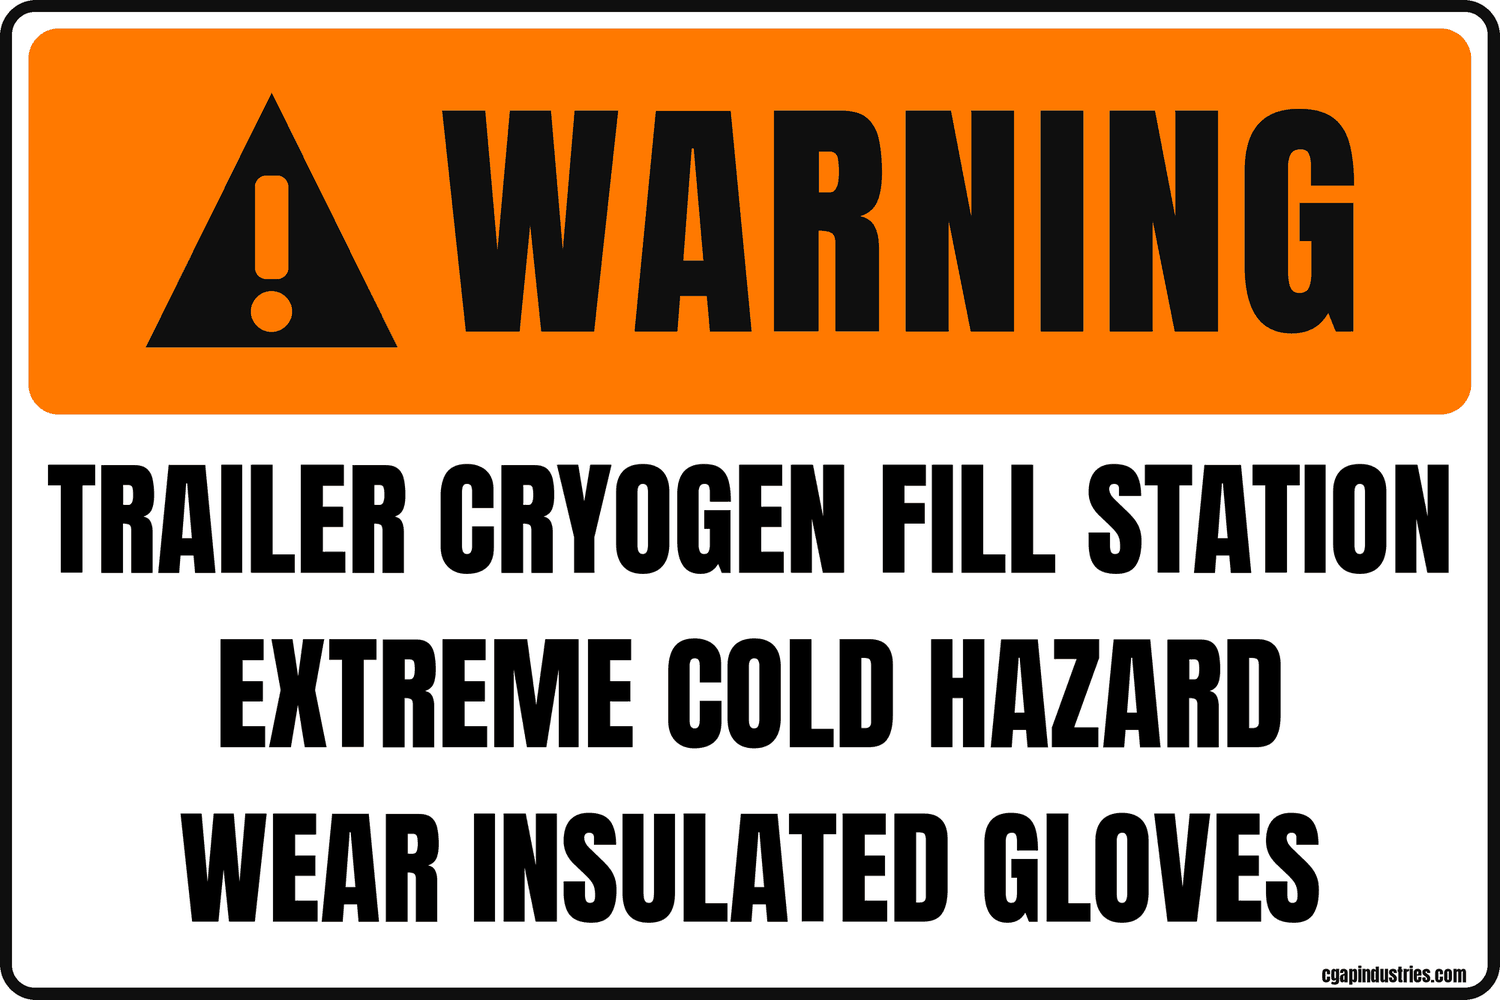 WARNING
TRAILER CRYOGEN FILL STATION
EXTREME COLD HAZARD
WEAR INSULATED GLOVES
cgapindustries.com